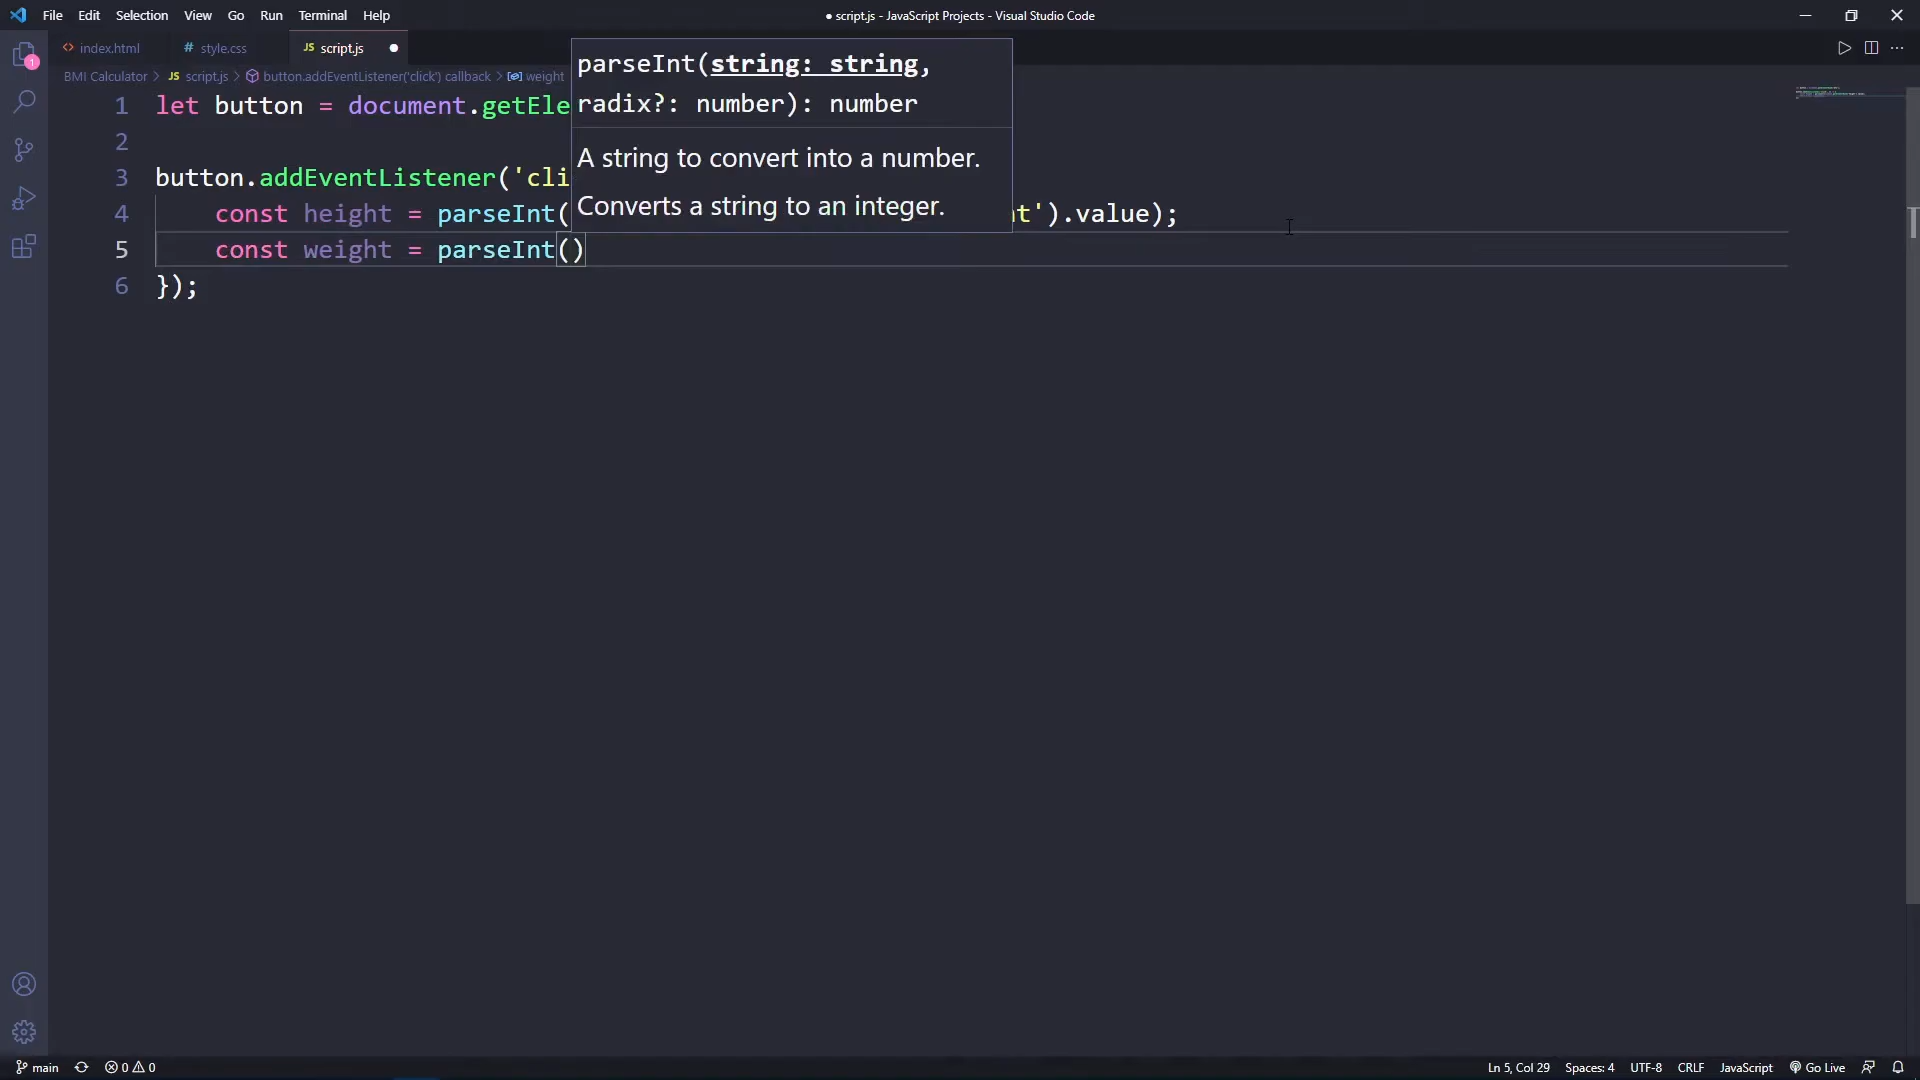 File Edit Selection View Go Run Terminal Help
● script.js - JavaScript Projects - Visual Studio Code
index.html
# style.css
JS script.js ●
BMI Calculator > JS script.js > button.addEventListener('click') callback > weight
parseInt(string: string,
radix?: number): number
A string to convert into a number.
Converts a string to an integer.
1 let button = document.getEle
2
3 button.addEventListener('cli
4 const height = parseInt( t').value);
5 const weight = parseInt()
6 });
1
main
0 0
Ln 5, Col 29 Spaces: 4 UTF-8 CRLF JavaScript Go Live